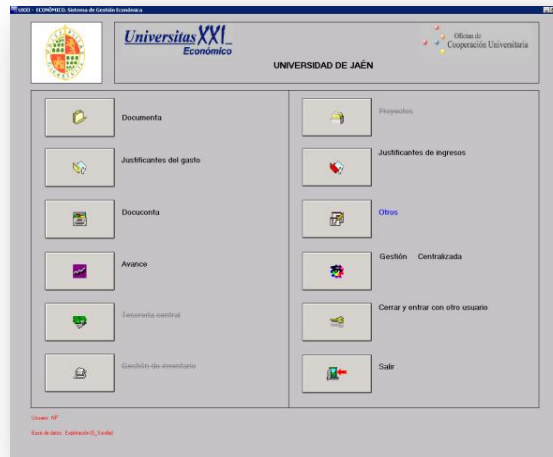 UXXI - ECONÓMICO: Sistema de Gestión Económica
Universitas XXI
Económico
Oficina de
Cooperación Universitaria
UNIVERSIDAD DE JAÉN
Documenta
Proyectos
Justificantes del gasto
Justificantes de ingresos
Docuconta
Otros
Avance
Gestión Centralizada
Tesorería central
Cerrar y entrar con otro usuario
Gestión de inventario
Salir
Usuario: NP
Base de datos: Explotación